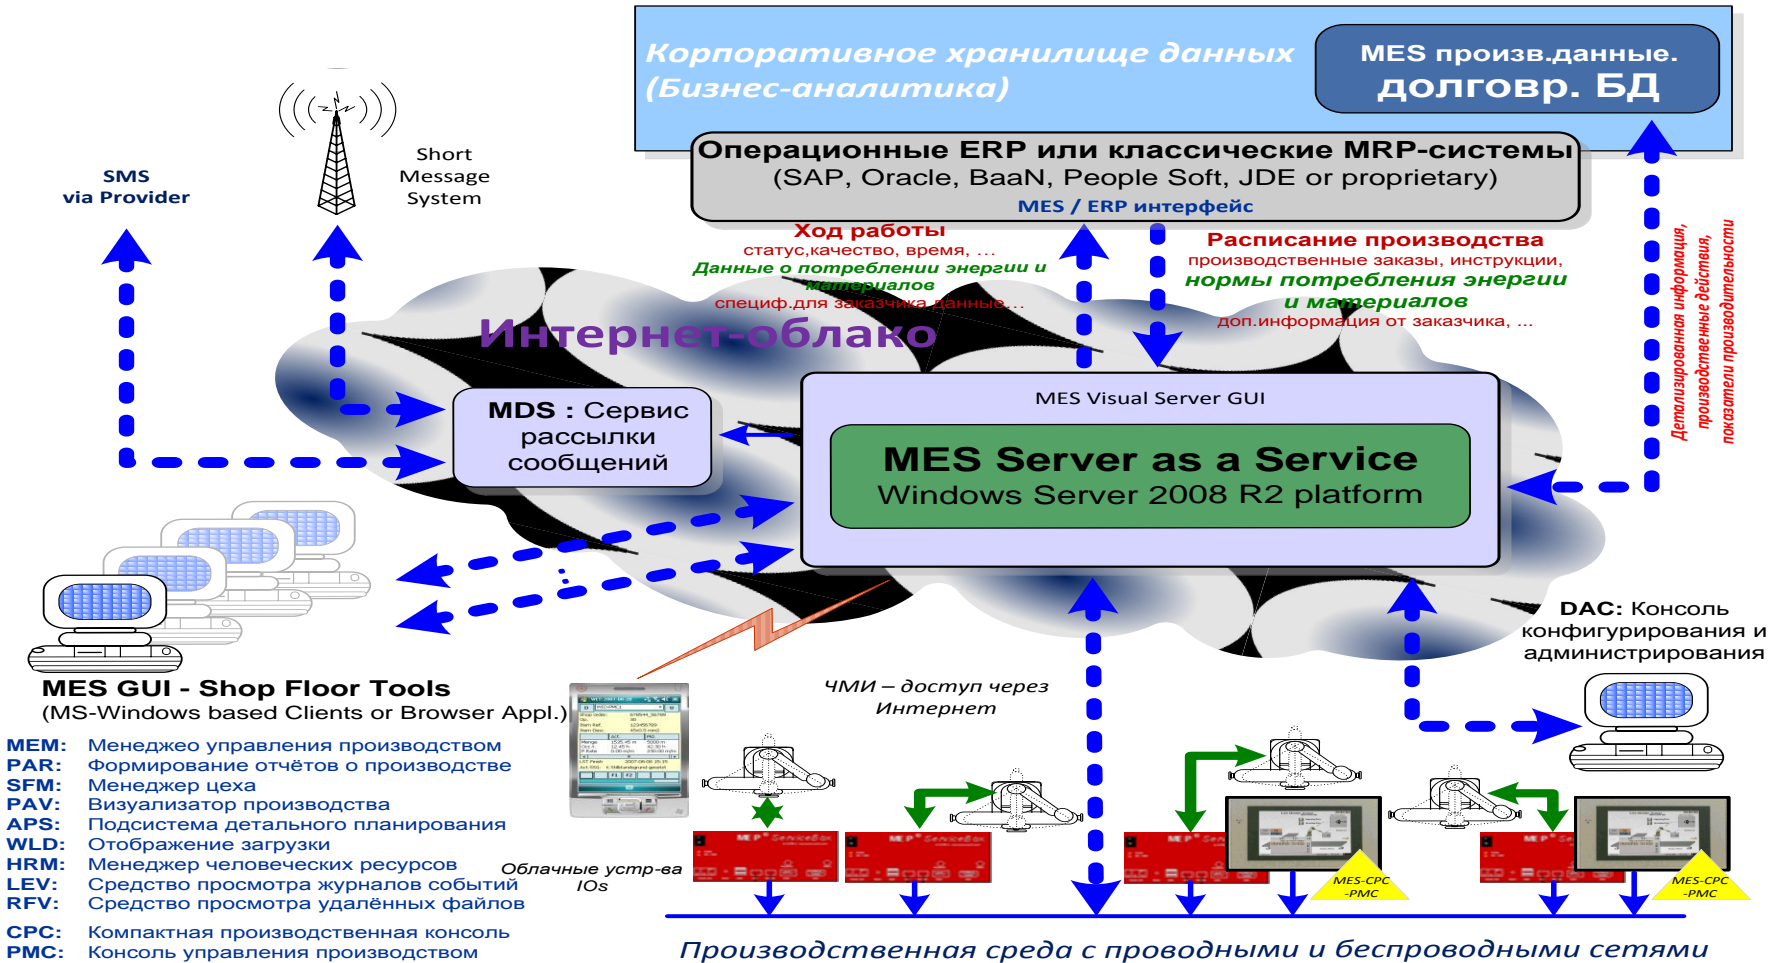 Корпоративное хранилище данных
(Бизнес-аналитика)
MES произв.данные.
долговр. БД
Операционные ERP или классические MRP-системы
(SAP, Oracle, BaaN, People Soft, JDE or proprietary)
MES / ERP интерфейс
SMS
via Provider
Short
Message
System
Ход работы
статус,качество, время, …
Данные о потреблении энергии и
материалов
специф.для заказчика данные…
Расписание производства
производственные заказы, инструкции,
нормы потребления энергии
и материалов
доп.информация от заказчика, ...
Детализированная информация,
производственные действия,
показатели производительности
Интернет-облако
MDS : Сервис
рассылки
сообщений
MES Visual Server GUI
MES Server as a Service
Windows Server 2008 R2 platform
DAC: Консоль
конфигурирования и
администрирования
MES GUI - Shop Floor Tools
(MS-Windows based Clients or Browser Appl.)
MEM: Менеджео управления производством
PAR: Формирование отчётов о производстве
SFM: Менеджер цеха
PAV: Визуализатор производства
APS: Подсистема детального планирования
WLD: Отображение загрузки
HRM: Менеджер человеческих ресурсов
LEV: Средство просмотра журналов событий
RFV: Средство просмотра удалённых файлов
CPC: Компактная производственная консоль
PMC: Консоль управления производством
ЧМИ – доступ через
Интернет
Облачные устр-ва
IOs
MEP ServiceBox
MEP ServiceBox
MEP
MEP
MES-CPC
-PMC
MES-CPC
-PMC
Производственная среда с проводными и беспроводными сетями